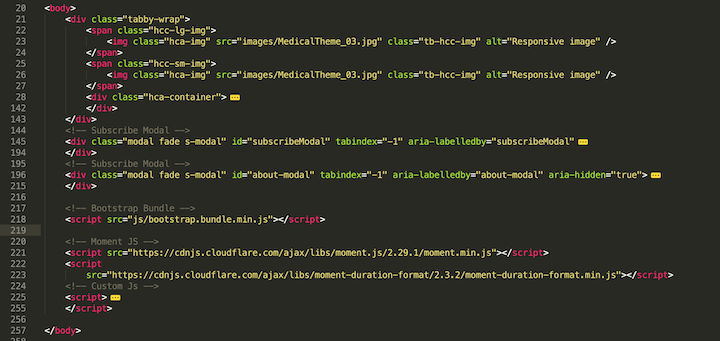 20 <body>
21 <div class="tabby-wrap">
22 <span class="hcc-lg-img">
23 <img class="hca-img" src="images/MedicalTheme_03.jpg" class="tb-hcc-img" alt="Responsive image" />
24 </span>
25 <span class="hcc-sm-img">
26 <img class="hca-img" src="images/MedicalTheme_03.jpg" class="tb-hcc-img" alt="Responsive image" />
27 </span>
28 <div class="hca-container">
142 </div>
143 </div>
144 <!-- Subscribe Modal -->
145 <div class="modal fade s-modal" id="subscribeModal" tabindex="-1" aria-labelledby="subscribeModal"
194 </div>
195 <!-- Subscribe Modal -->
196 <div class="modal fade s-modal" id="about-modal" tabindex="-1" aria-labelledby="about-modal" aria-hidden="true">
215 </div>
216
217 <!-- Bootstrap Bundle -->
218 <script src="js/bootstrap.bundle.min.js"></script>
219
220 <!-- Moment JS -->
221 <script src="https://cdnjs.cloudflare.com/ajax/libs/moment.js/2.29.1/moment.min.js"></script>
222 <script
223 src="https://cdnjs.cloudflare.com/ajax/libs/moment-duration-format/2.3.2/moment-duration-format.min.js"></script>
224 <!-- Custom Js -->
225 <script>
255 </script>
256
257 </body>
258